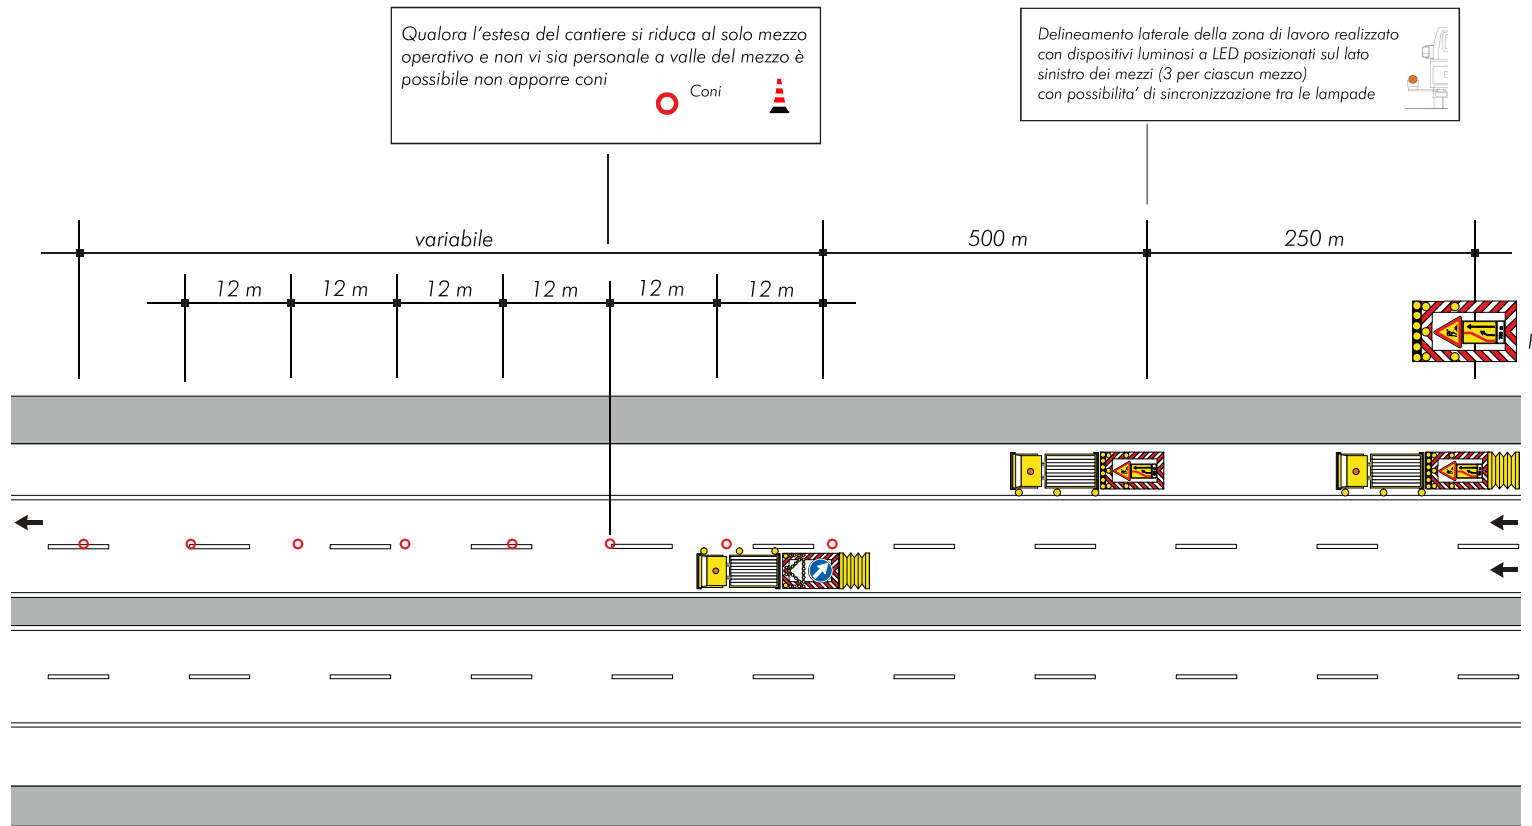 Qualora l'estesa del cantiere si riduca al solo mezzo
operativo e non vi sia personale a valle del mezzo è
possibile non apporre coni
Coni
Delineamento laterale della zona di lavoro realizzato
con dispositivi luminosi a LED posizionati sul lato
sinistro dei mezzi (3 per ciascun mezzo)
con possibilita' di sincronizzazione tra le lampade
variabile
500 m
250 m
12 m
12 m
12 m
12 m
12 m
12 m